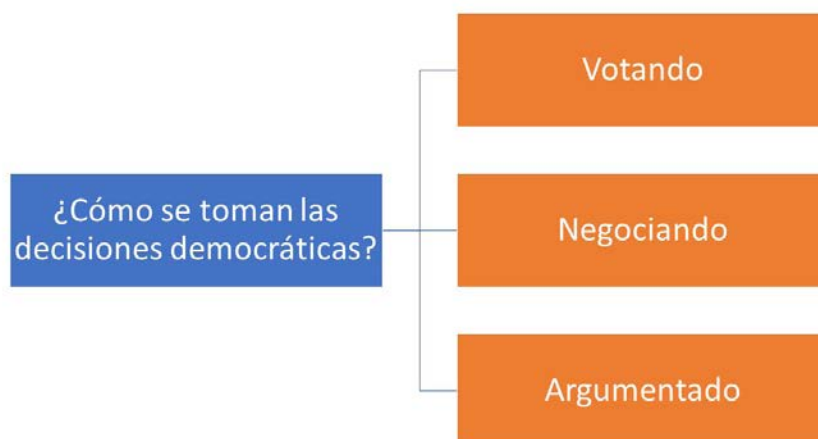 ¿Cómo se toman las
decisiones democráticas?
Votando
Negociando
Argumentado